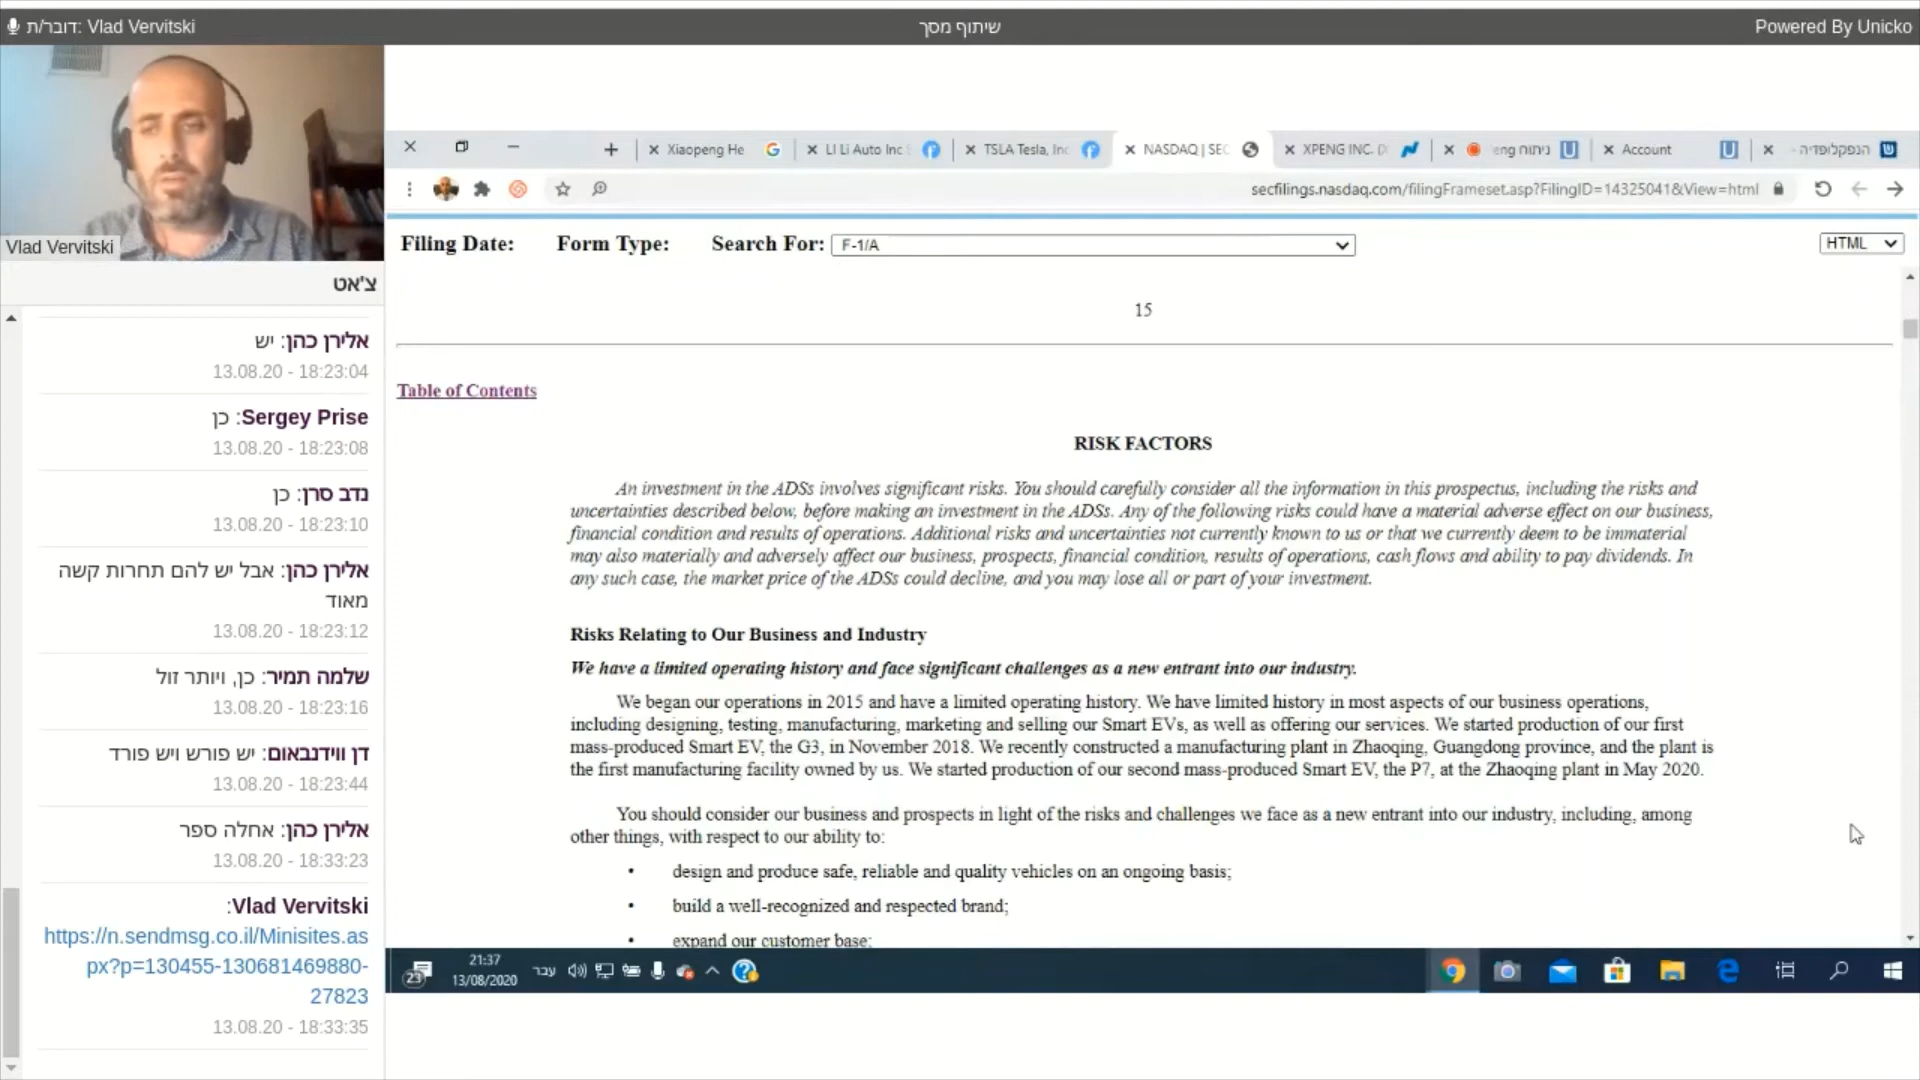 דובר/ת: Vlad Vervitski
שיתוף מסך
Powered By Unicko
Vlad Vervitski
צ'אט
אלירן כהן: יש
13.08.20 - 18:23:04
Sergey Prise: כן
13.08.20 - 18:23:08
נדב סרן: כן
13.08.20 - 18:23:10
אלירן כהן: אבל יש להם תחרות קשה
מאוד
13.08.20 - 18:23:12
שלמה תמיר: כן, ויותר זול
13.08.20 - 18:23:16
דן ווידנבאום: יש פורש ויש פורד
13.08.20 - 18:23:44
אלירן כהן: אחלה ספר
13.08.20 - 18:33:23
Vlad Vervitski:
https://n.sendmsg.co.il/Minisites.as
px?p=130455-130681469880-
27823
13.08.20 - 18:33:35
Xiaopeng He
LI Li Auto Inc
TSLA Tesla, Inc
NASDAQ | SEC
XPENG INC.
ניתוח eng
Account
הנפקלופדיה -
secfilings.nasdaq.com/filingFrameset.asp?FilingID=14325041&View=html
Filing Date: Form Type: Search For: F-1/A
HTML
15
Table of Contents
RISK FACTORS
An investment in the ADSs involves significant risks. You should carefully consider all the information in this prospectus, including the risks and
uncertainties described below, before making an investment in the ADSs. Any of the following risks could have a material adverse effect on our business,
financial condition and results of operations. Additional risks and uncertainties not currently known to us or that we currently deem to be immaterial
may also materially and adversely affect our business, prospects, financial condition, results of operations, cash flows and ability to pay dividends. In
any such case, the market price of the ADSs could decline, and you may lose all or part of your investment.
Risks Relating to Our Business and Industry
We have a limited operating history and face significant challenges as a new entrant into our industry.
We began our operations in 2015 and have a limited operating history. We have limited history in most aspects of our business operations,
including designing, testing, manufacturing, marketing and selling our Smart EVs, as well as offering our services. We started production of our first
mass-produced Smart EV, the G3, in November 2018. We recently constructed a manufacturing plant in Zhaoqing, Guangdong province, and the plant is
the first manufacturing facility owned by us. We started production of our second mass-produced Smart EV, the P7, at the Zhaoqing plant in May 2020.
You should consider our business and prospects in light of the risks and challenges we face as a new entrant into our industry, including, among
other things, with respect to our ability to:
• design and produce safe, reliable and quality vehicles on an ongoing basis;
• build a well-recognized and respected brand;
• expand our customer base;
23
21:37
13/08/2020
עבר